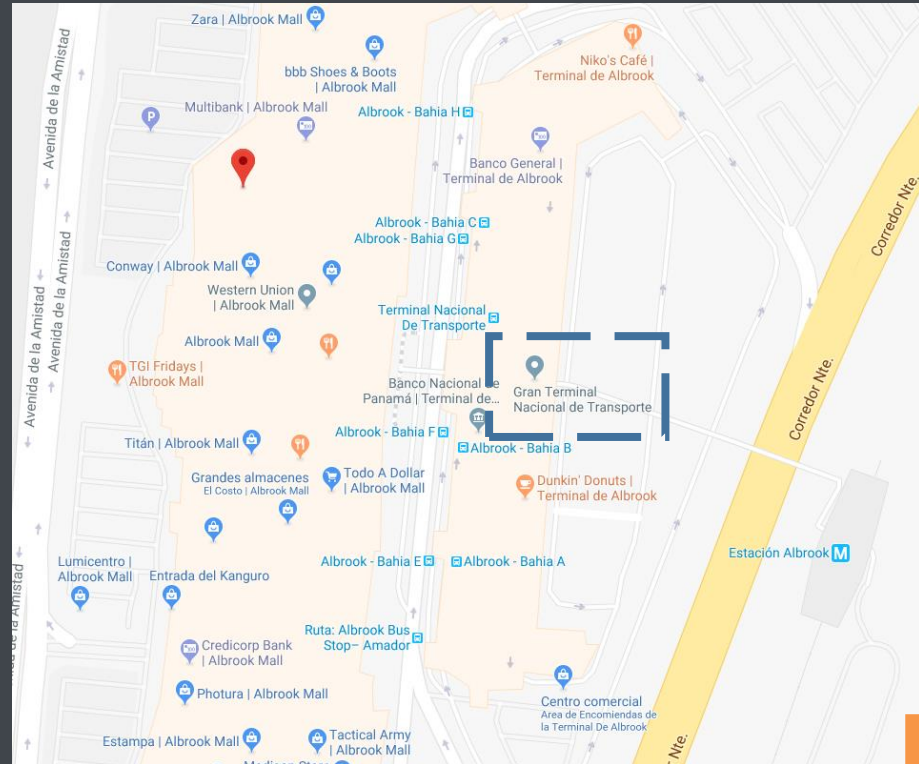 Zara | Albrook Mall
bbb Shoes & Boots
| Albrook Mall
Niko's Café |
Terminal de Albrook
Avenida de la Amistad
Multibank | Albrook Mall
Albrook - Bahia H
Banco General |
Terminal de Albrook
Corredor Nte.
Albrook - Bahia C
Albrook - Bahia G
Conway | Albrook Mall
Western Union
| Albrook Mall
Avenida de la Amistad
Avenida de la Amistad
Terminal Nacional
De Transporte
Albrook Mall
TGI Fridays |
Albrook Mall
Banco Nacional de
Panamá | Terminal de...
Gran Terminal
Nacional de Transporte
Corredor Nte.
Albrook - Bahia F
Albrook - Bahia B
Titán | Albrook Mall
Grandes almacenes
El Costo | Albrook Mall
Todo A Dollar
| Albrook Mall
Dunkin' Donuts |
Terminal de Albrook
Estación Albrook M
Lumicentro |
Albrook Mall
Entrada del Kanguro
Albrook - Bahia E
Albrook - Bahia A
de la Amistad
Ruta: Albrook Bus
Stop– Amador
Credicorp Bank
| Albrook Mall
Photura | Albrook Mall
Centro comercial
Area de Encomiendas de
la Terminal De Albrook
Estampa | Albrook Mall
Tactical Army
| Albrook Mall
Nte.